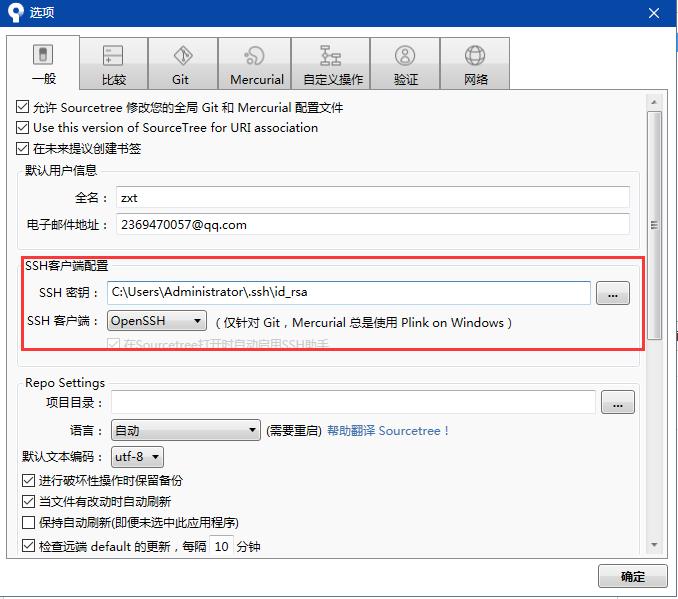 选项
一般 比较 Git Mercurial 自定义操作 验证 网络
允许 Sourcetree 修改您的全局 Git 和 Mercurial 配置文件
Use this version of SourceTree for URI association
在未来提议创建书签
默认用户信息
全名： zxt
电子邮件地址： 2369470057@qq.com
SSH客户端配置
SSH 密钥： C:\Users\Administrator\.ssh\id_rsa ...
SSH 客户端： OpenSSH （仅针对 Git，Mercurial 总是使用 Plink on Windows）
在Sourcetree打开时自动启用SSH助手
Repo Settings
项目目录： ...
语言： 自动 (需要重启) 帮助翻译 Sourcetree！
默认文本编码： utf-8
进行破坏性操作时保留备份
当文件有改动时自动刷新
保持自动刷新(即便未选中此应用程序)
检查远端 default 的更新，每隔 10 分钟
确定